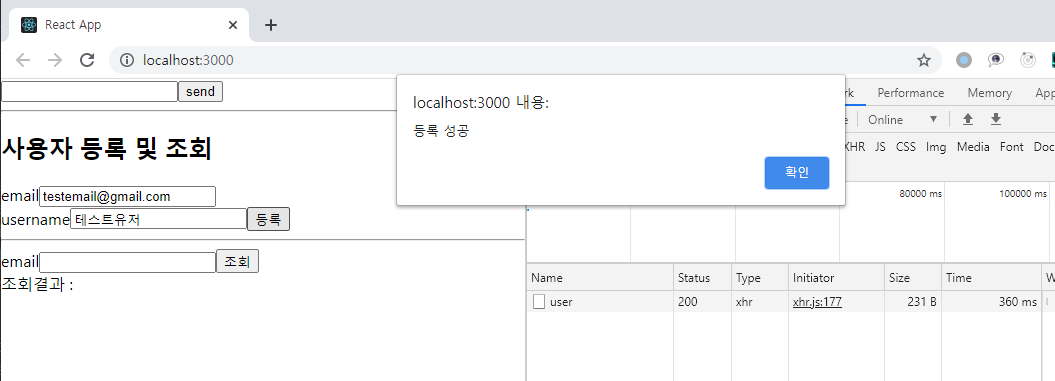 React App
localhost:3000
send
사용자 등록 및 조회
email testemail@gmail.com
username 테스트유저 등록
email 조회
조회결과 :
localhost:3000 내용:
등록 성공
확인
Performance Memory
Online
XHR JS CSS Img Media Font Doc
80000 ms 100000 ms
Name Status Type Initiator Size Time W
user 200 xhr xhr.js:177 231 B 360 ms